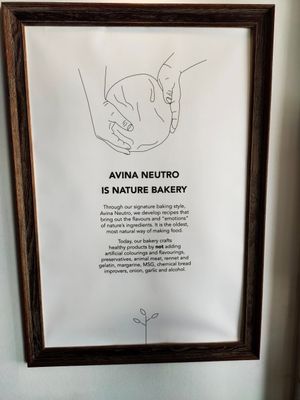 AVINA NEUTRO
IS NATURE BAKERY
Through our signature baking style,
Avina Neutro, we develop recipes that
bring out the flavours and "emotions"
of nature's ingredients. It is the oldest,
most natural way of making food.
Today, our bakery crafts
healthy products by not adding
artificial colourings and flavourings,
preservatives, animal meat, rennet and
gelatin, margarine, MSG, chemical bread
improvers, onion, garlic and alcohol.